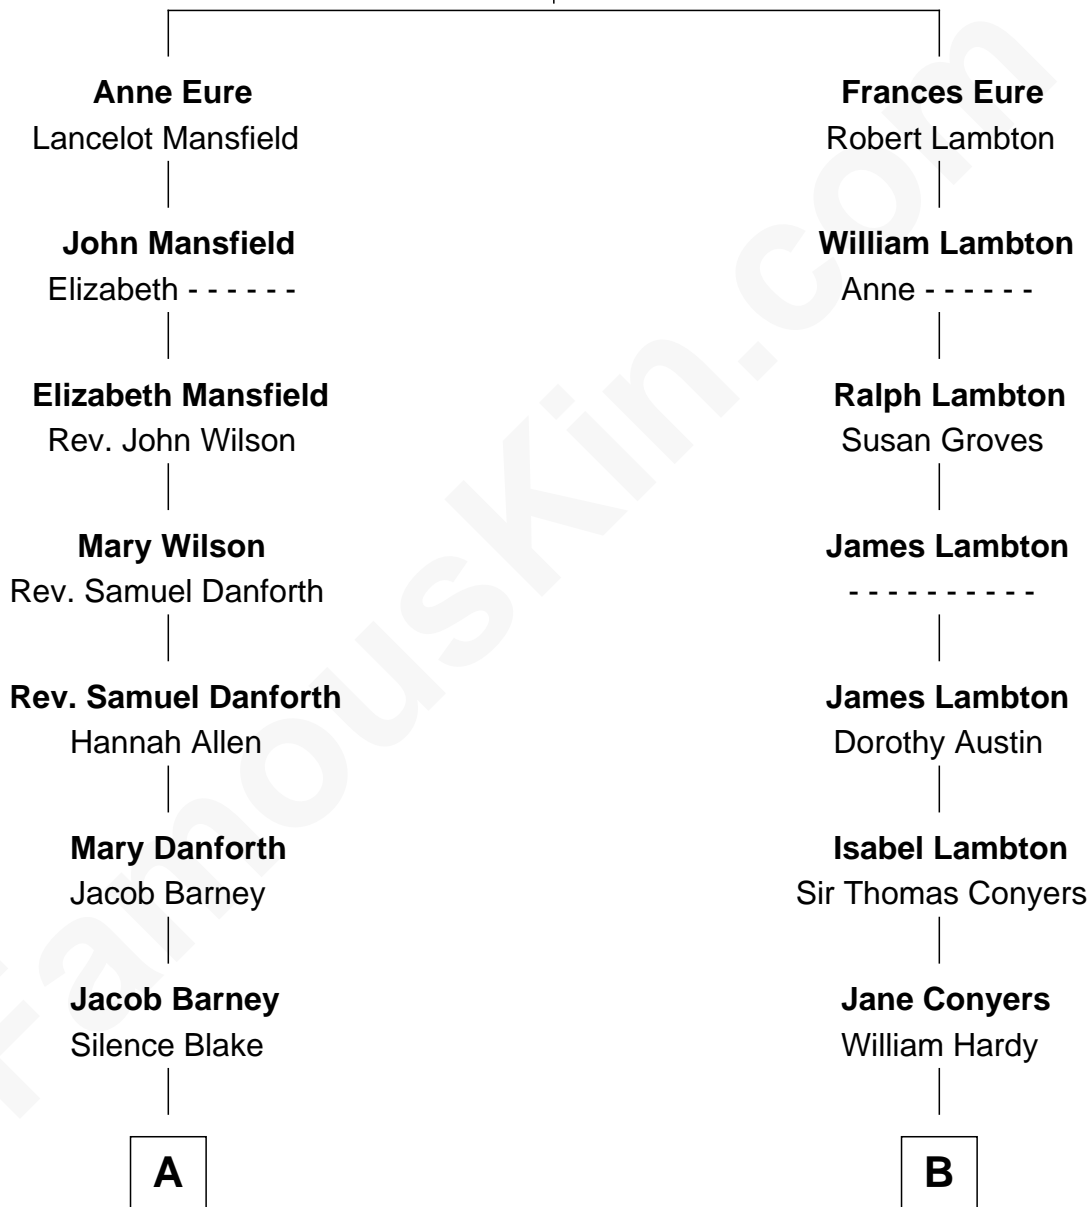 Anne Eure
Lancelot Mansfield
John Mansfield
Elizabeth - - - - - -
Elizabeth Mansfield
Rev. John Wilson
Mary Wilson
Rev. Samuel Danforth
Rev. Samuel Danforth
Hannah Allen
Mary Danforth
Jacob Barney
Jacob Barney
Silence Blake
A
Frances Eure
Robert Lambton
William Lambton
Anne - - - - - -
Ralph Lambton
Susan Groves
James Lambton
- - - - - - - - - -
James Lambton
Dorothy Austin
Isabel Lambton
Sir Thomas Conyers
Jane Conyers
William Hardy
B
FamousKin.com